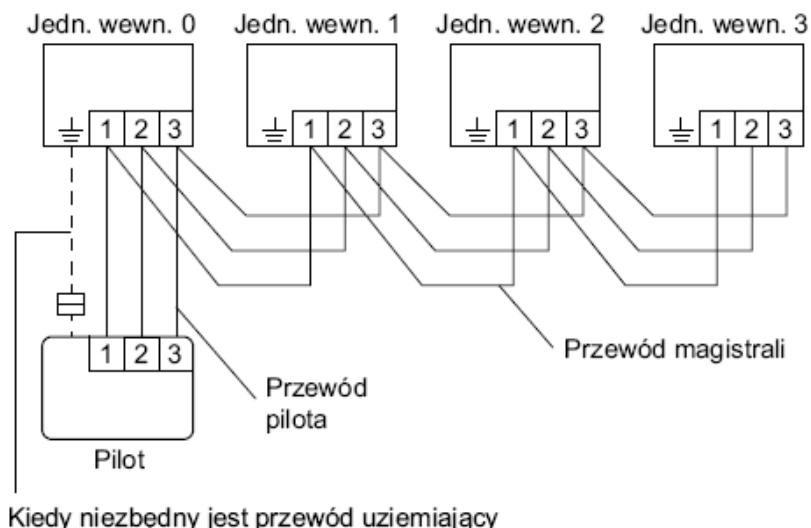 Jedn. wewn. 0 Jedn. wewn. 1 Jedn. wewn. 2 Jedn. wewn. 3
1 2 3 1 2 3 1 2 3 1 2 3
1 2 3
Przewód magistrali
Przewód
pilota
Pilot
Kiedy niezbędny jest przewód uziemiający